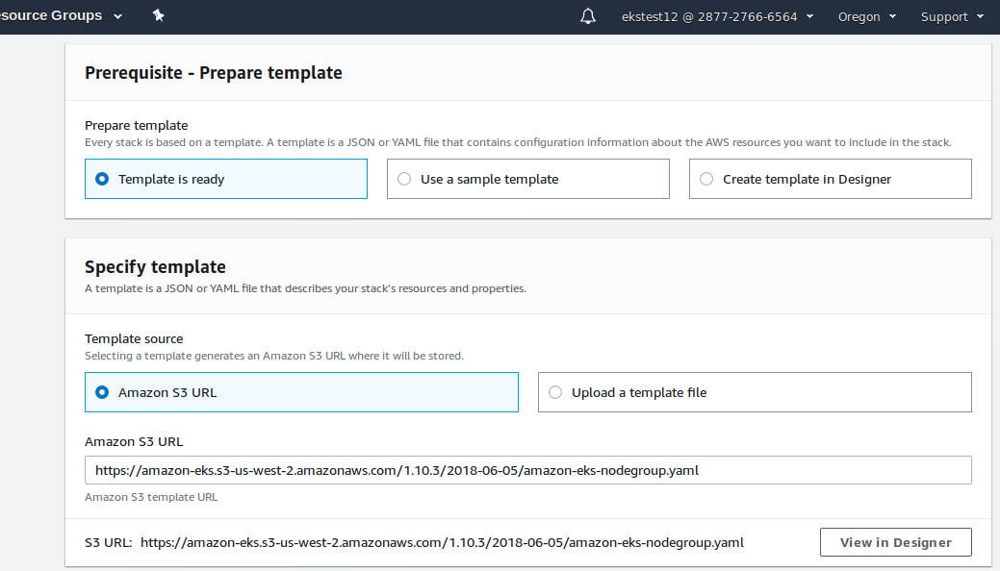 esource Groups
ekstest12 @ 2877-2766-6564 Oregon Support
Prerequisite - Prepare template
Prepare template
Every stack is based on a template. A template is a JSON or YAML file that contains configuration information about the AWS resources you want to include in the stack.
Template is ready Use a sample template Create template in Designer
Specify template
A template is a JSON or YAML file that describes your stack's resources and properties.
Template source
Selecting a template generates an Amazon S3 URL where it will be stored.
Amazon S3 URL Upload a template file
Amazon S3 URL
https://amazon-eks.s3-us-west-2.amazonaws.com/1.10.3/2018-06-05/amazon-eks-nodegroup.yaml
Amazon S3 template URL
S3 URL: https://amazon-eks.s3-us-west-2.amazonaws.com/1.10.3/2018-06-05/amazon-eks-nodegroup.yaml View in Designer